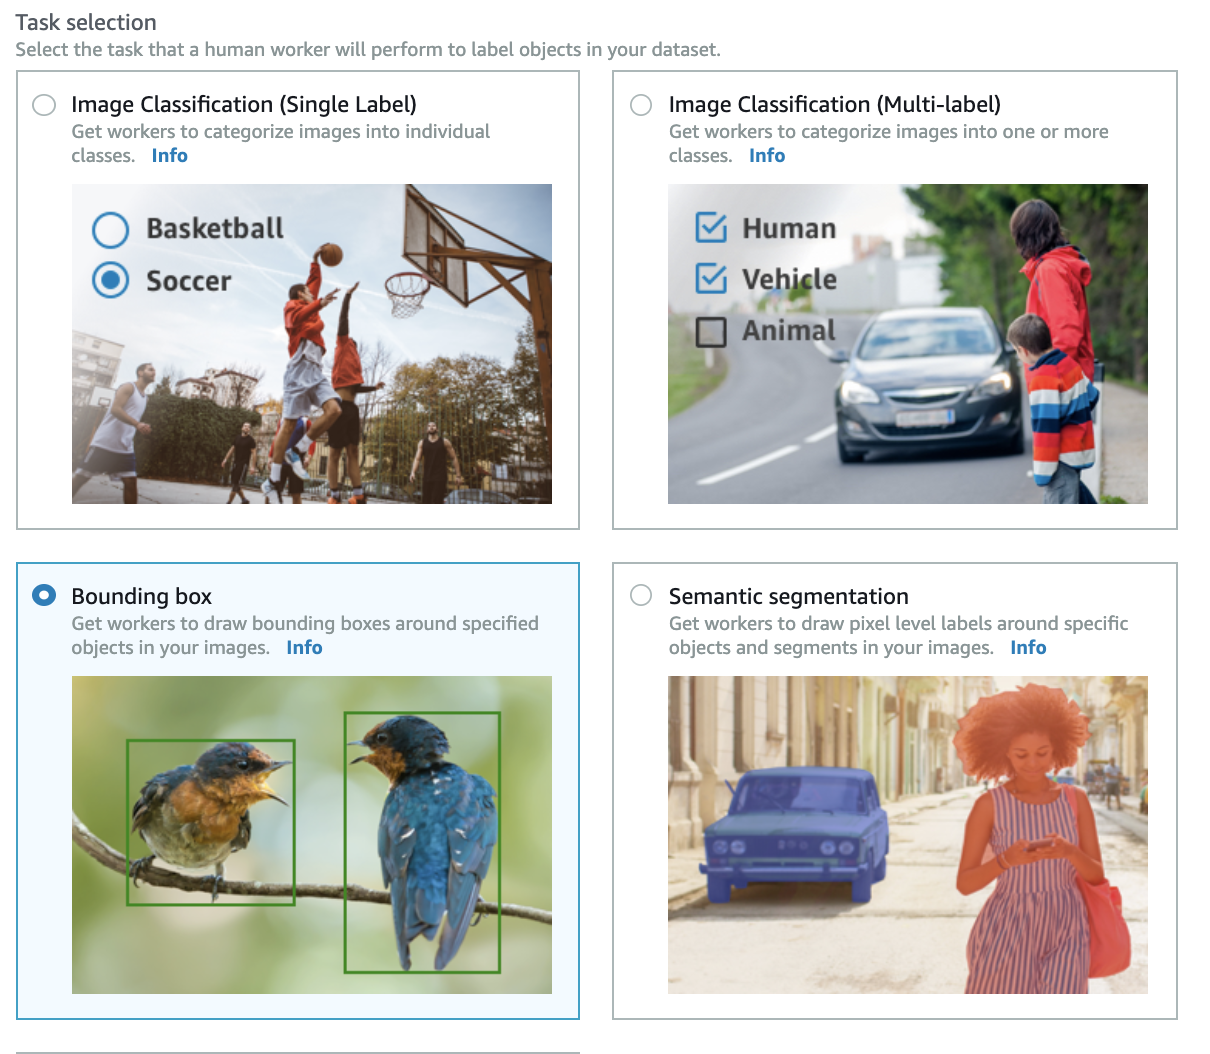 Task selection
Select the task that a human worker will perform to label objects in your dataset.
Image Classification (Single Label)
Get workers to categorize images into individual
classes. Info
Basketball
Soccer
Image Classification (Multi-label)
Get workers to categorize images into one or more
classes. Info
Human
Vehicle
Animal
Bounding box
Get workers to draw bounding boxes around specified
objects in your images. Info
Semantic segmentation
Get workers to draw pixel level labels around specific
objects and segments in your images. Info